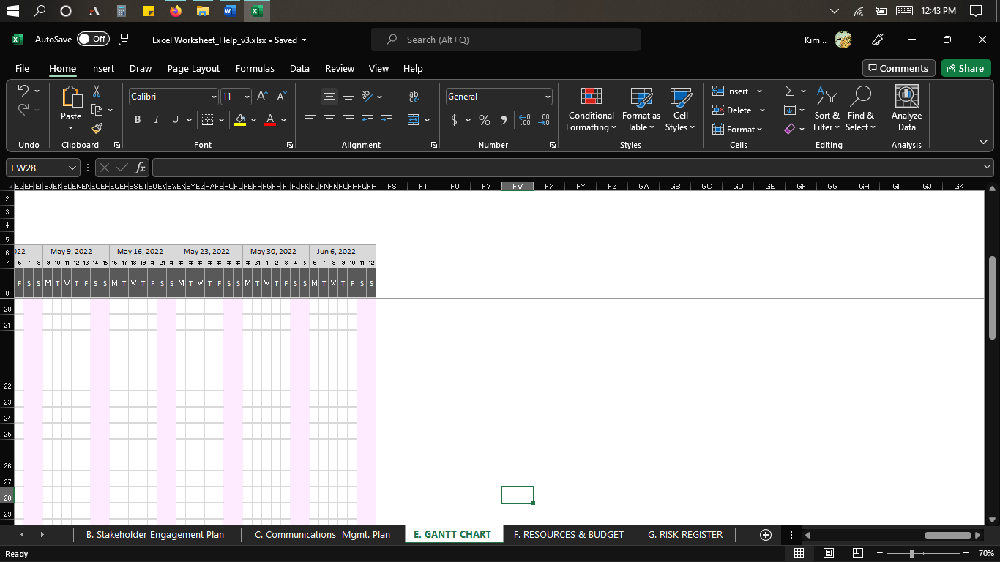 12:43 PM
AutoSave Off Excel Worksheet_Help_v3.xlsx • Saved Search (Alt+Q) Kim ..
File Home Insert Draw Page Layout Formulas Data Review View Help Comments Share
Calibri 11 General Insert
Paste B I U A $ % Conditional Formatting Format as Table Cell Styles Delete Sort & Filter Find & Select Analyze Data
Format
Undo Clipboard Font Alignment Number Styles Cells Editing Analysis
FW28 fx
FS FT FU FV FW FX FY FZ GA GB GC GD GE GF GG GH GI GJ GK
2
3
4
5
6 022 May 9, 2022 May 16, 2022 May 23, 2022 May 30, 2022 Jun 6, 2022
7 6 7 8 9 10 11 12 13 14 15 16 17 18 19 # 21 # # # # # # # # # 31 1 2 3 4 5 6 7 8 9 10 11 12
8 F S S M T W T F S S M T W T F S S M T W T F S S M T W T F S S M T W T F S S
20
21
22
23
24
25
26
27
28
29
B. Stakeholder Engagement Plan C. Communications Mgmt. Plan E. GANTT CHART F. RESOURCES & BUDGET G. RISK REGISTER
Ready 70%